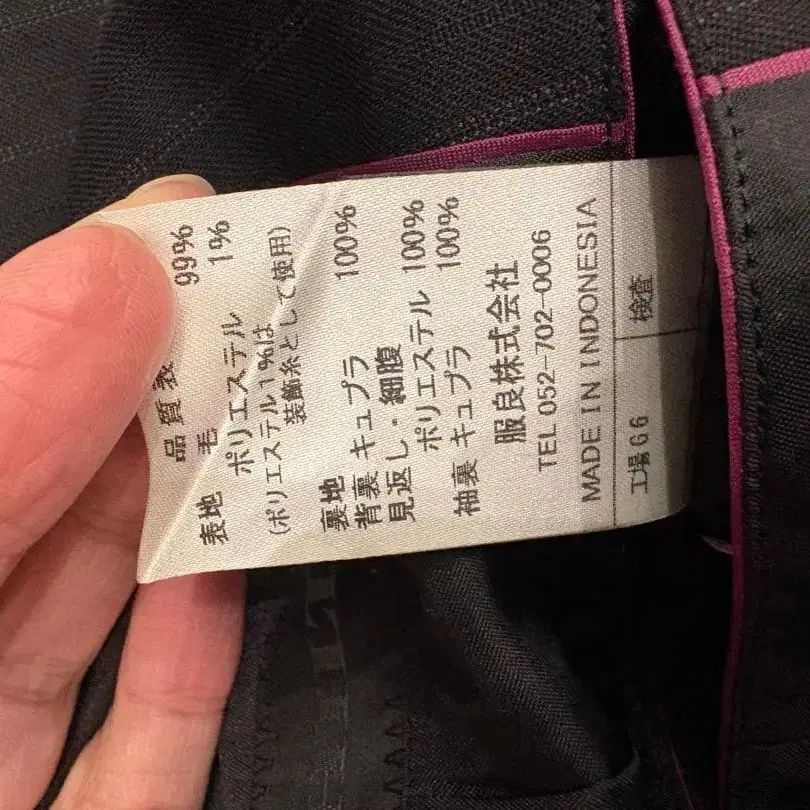 品質表
表地 毛 99%
ポリエステル 1%
(ポリエステル1%は
装飾糸として使用)
裏地
背裏 キュプラ 100%
見返し・細腹
ポリエステル 100%
袖裏 キュプラ 100%
服良株式会社
TEL 052-702-0006
MADE IN INDONESIA
工場G6 検査